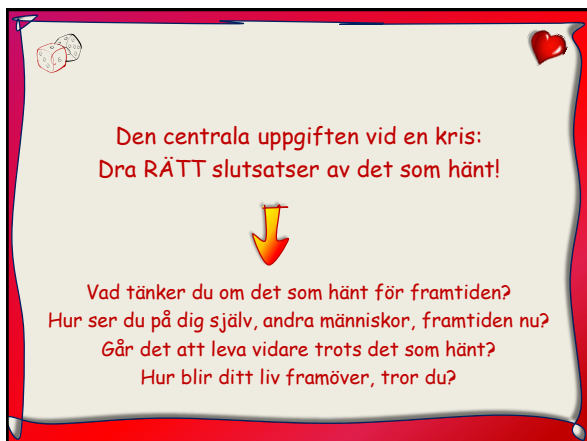 Den centrala uppgiften vid en kris:
Dra RÄTT slutsatser av det som hänt!
Vad tänker du om det som hänt för framtiden?
Hur ser du på dig själv, andra människor, framtiden nu?
Går det att leva vidare trots det som hänt?
Hur blir ditt liv framöver, tror du?